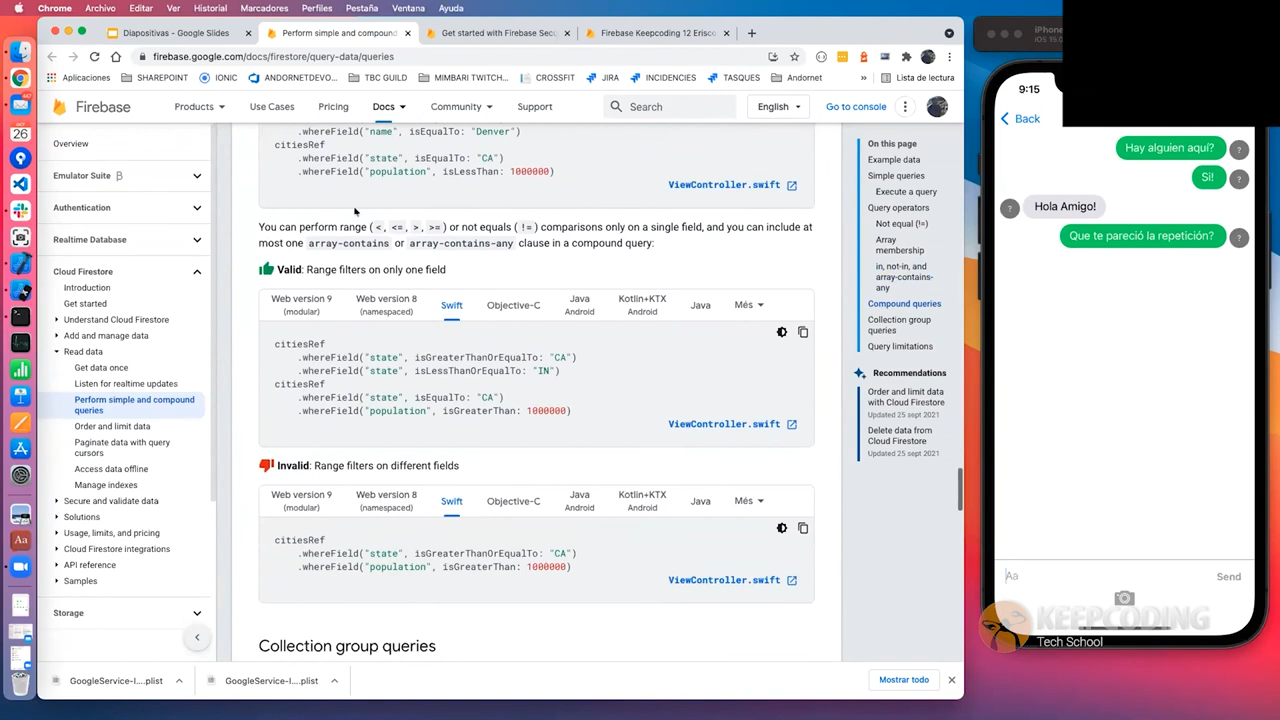 Chrome Archivo Editar Ver Historial Marcadores Perfiles Pestaña Ventana Ayuda
Diapositivas - Google Slides
Perform simple and compound
Get started with Firebase Secu
Firebase Keepcoding 12 Erisco
firebase.google.com/docs/firestore/query-data/queries
Aplicaciones SHAREPOINT IONIC ANDORNETDEV... TBC GUILD MIMBARI TWITCH... CROSSFIT JIRA INCIDENCIES TASQUES Andornet » Lista de lectura
Firebase Products Use Cases Pricing Docs Community Support Search English Go to console
Overview
Emulator Suite β
Authentication
Realtime Database
Cloud Firestore
Introduction
Get started
Understand Cloud Firestore
Add and manage data
Read data
Get data once
Listen for realtime updates
Perform simple and compound
queries
Order and limit data
Paginate data with query
cursors
Access data offline
Manage indexes
Secure and validate data
Solutions
Usage, limits, and pricing
Cloud Firestore integrations
API reference
Samples
Storage
.whereField("name", isEqualTo: "Denver")
citiesRef
.whereField("state", isEqualTo: "CA")
.whereField("population", isLessThan: 1000000)
ViewController.swift
You can perform range ( <, <=, >, >= ) or not equals ( != ) comparisons only on a single field, and you can include at
most one array-contains or array-contains-any clause in a compound query:
Valid: Range filters on only one field
Web version 9 (modular) Web version 8 (namespaced) Swift Objective-C Java Android Kotlin+KTX Android Java Més
citiesRef
.whereField("state", isGreaterThanOrEqualTo: "CA")
.whereField("state", isLessThanOrEqualTo: "IN")
citiesRef
.whereField("state", isEqualTo: "CA")
.whereField("population", isGreaterThan: 1000000)
ViewController.swift
Invalid: Range filters on different fields
Web version 9 (modular) Web version 8 (namespaced) Swift Objective-C Java Android Kotlin+KTX Android Java Més
citiesRef
.whereField("state", isGreaterThanOrEqualTo: "CA")
.whereField("population", isGreaterThan: 1000000)
ViewController.swift
Collection group queries
On this page
Example data
Simple queries
Execute a query
Query operators
Not equal (!=)
Array
membership
in, not-in, and
array-contains-
any
Compound queries
Collection group
queries
Query limitations
Recommendations
Order and limit data
with Cloud Firestore
Updated 25 sept 2021
Delete data from
Cloud Firestore
Updated 25 sept 2021
GoogleService-I....plist
GoogleService-I....plist
Mostrar todo
26
iPhone
9:15
Back
Hay alguien aquí?
?
Si!
?
?
Hola Amigo!
Que te pareció la repetición?
?
Aa
Send
KEEPCODING
Tech School